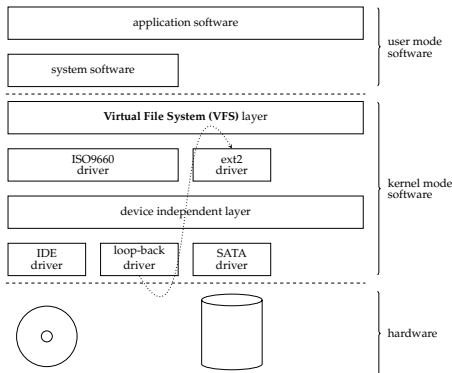 application software
user mode
software
system software
Virtual File System (VFS) layer
ISO9660
driver
ext2
driver
kernel mode
software
device independent layer
IDE
driver
loop-back
driver
SATA
driver
hardware